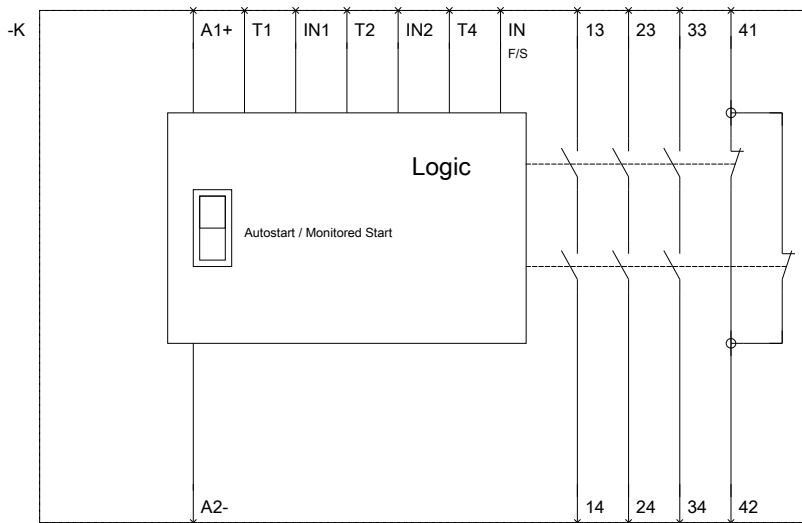 -K A1+ T1 IN1 T2 IN2 T4 IN 13 23 33 41
F/S
Logic
Autostart / Monitored Start
A2- 14 24 34 42